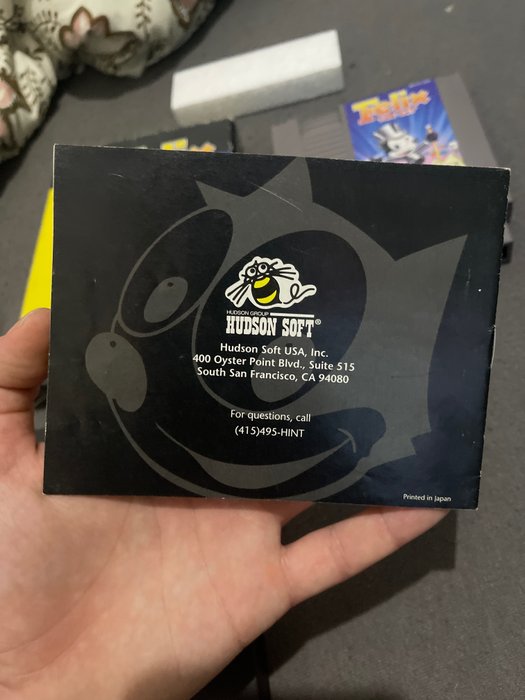 Felix
HUDSON GROUP
HUDSON SOFT®
Hudson Soft USA, Inc.
400 Oyster Point Blvd., Suite 515
South San Francisco, CA 94080
For questions, call
(415)495-HINT
Printed in Japan